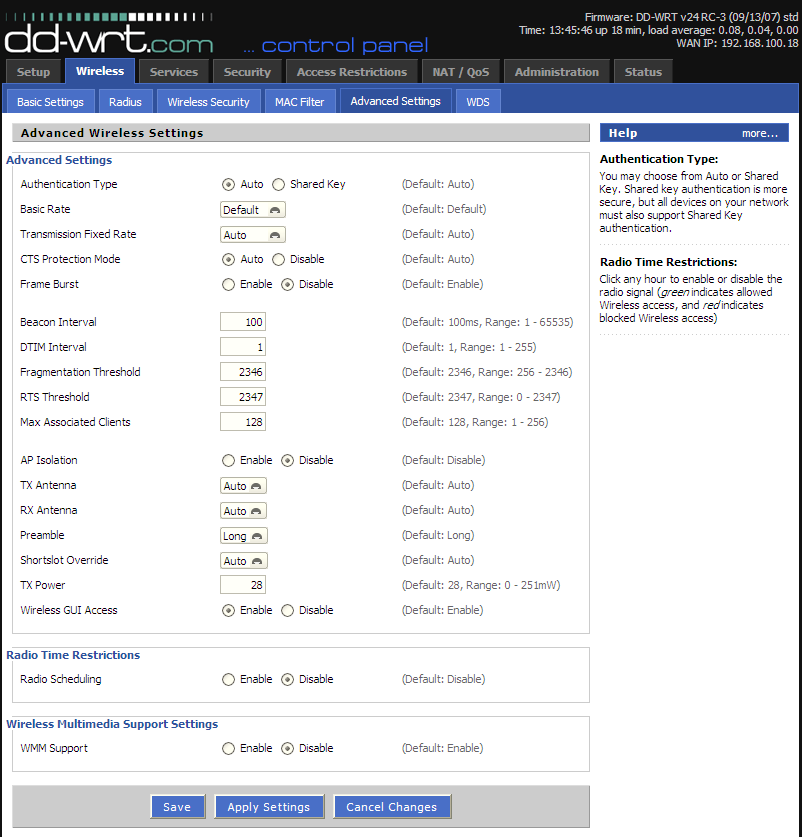 Firmware: DD-WRT v24 RC-3 (09/13/07) std
Time: 13:45:46 up 18 min, load average: 0.08, 0.04, 0.00
WAN IP: 192.168.100.18
dd-wrt.com ... control panel
Setup Wireless Services Security Access Restrictions NAT / QoS Administration Status
Basic Settings Radius Wireless Security MAC Filter Advanced Settings WDS
Advanced Wireless Settings
Advanced Settings
Authentication Type Auto Shared Key (Default: Auto)
Basic Rate Default (Default: Default)
Transmission Fixed Rate Auto (Default: Auto)
CTS Protection Mode Auto Disable (Default: Auto)
Frame Burst Enable Disable (Default: Enable)
Beacon Interval 100 (Default: 100ms, Range: 1 - 65535)
DTIM Interval 1 (Default: 1, Range: 1 - 255)
Fragmentation Threshold 2346 (Default: 2346, Range: 256 - 2346)
RTS Threshold 2347 (Default: 2347, Range: 0 - 2347)
Max Associated Clients 128 (Default: 128, Range: 1 - 256)
AP Isolation Enable Disable (Default: Disable)
TX Antenna Auto (Default: Auto)
RX Antenna Auto (Default: Auto)
Preamble Long (Default: Long)
Shortslot Override Auto (Default: Auto)
TX Power 28 (Default: 28, Range: 0 - 251mW)
Wireless GUI Access Enable Disable (Default: Enable)
Radio Time Restrictions
Radio Scheduling Enable Disable (Default: Disable)
Wireless Multimedia Support Settings
WMM Support Enable Disable (Default: Enable)
Save Apply Settings Cancel Changes
Help more...
Authentication Type:
You may choose from Auto or Shared
Key. Shared key authentication is more
secure, but all devices on your network
must also support Shared Key
authentication.
Radio Time Restrictions:
Click any hour to enable or disable the
radio signal (green indicates allowed
Wireless access, and red indicates
blocked Wireless access)